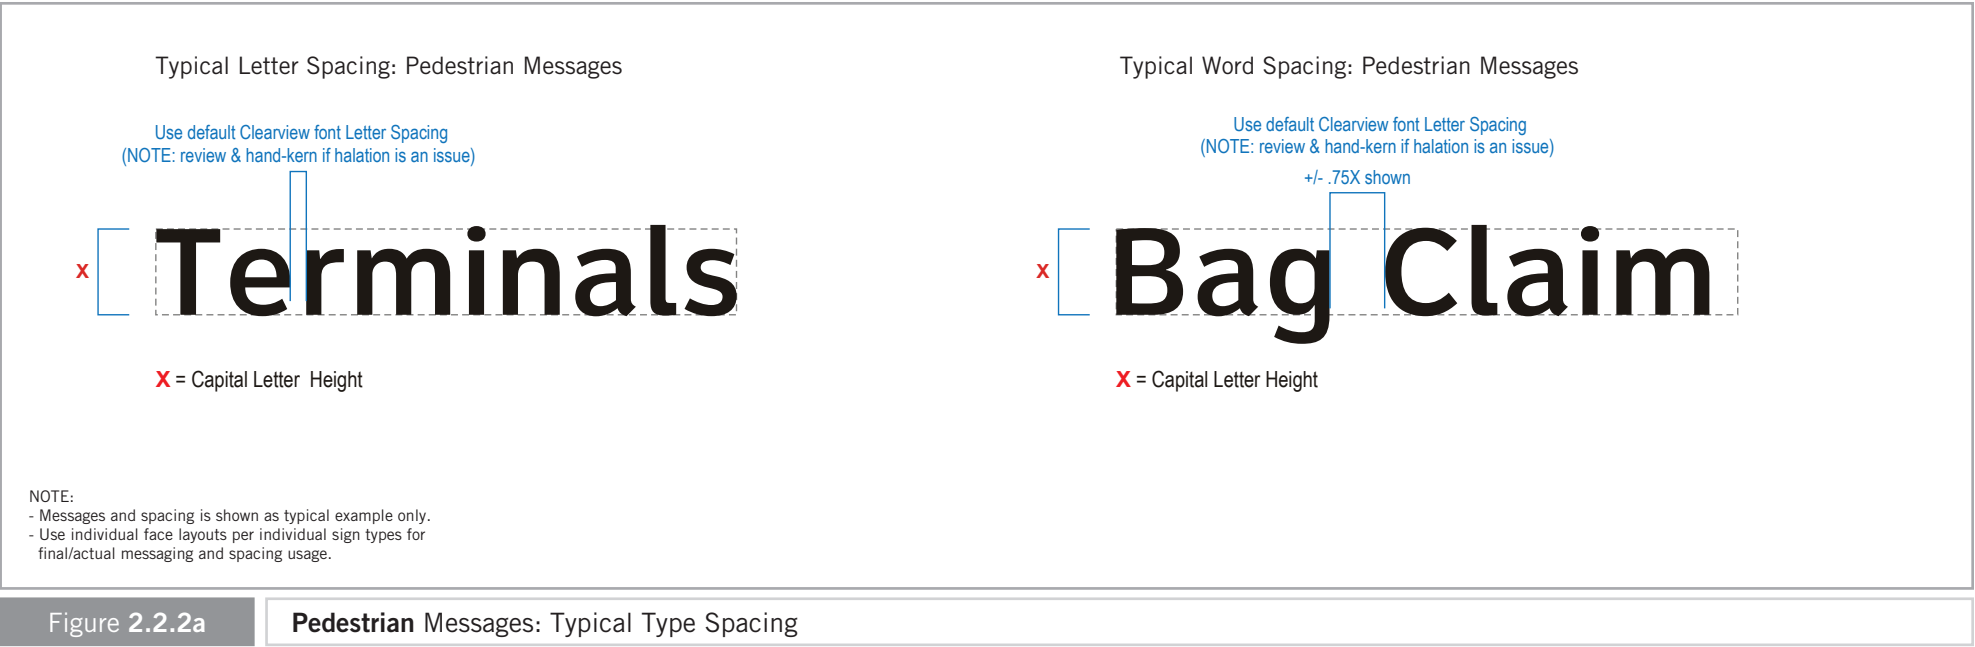 Typical Letter Spacing: Pedestrian Messages
Use default Clearview font Letter Spacing
(NOTE: review & hand-kern if halation is an issue)
X
Terminals
X = Capital Letter Height
Typical Word Spacing: Pedestrian Messages
Use default Clearview font Letter Spacing
(NOTE: review & hand-kern if halation is an issue)
+/- .75X shown
X
Bag Claim
X = Capital Letter Height
NOTE:
- Messages and spacing is shown as typical example only.
- Use individual face layouts per individual sign types for
final/actual messaging and spacing usage.
Figure 2.2.2a
Pedestrian Messages: Typical Type Spacing